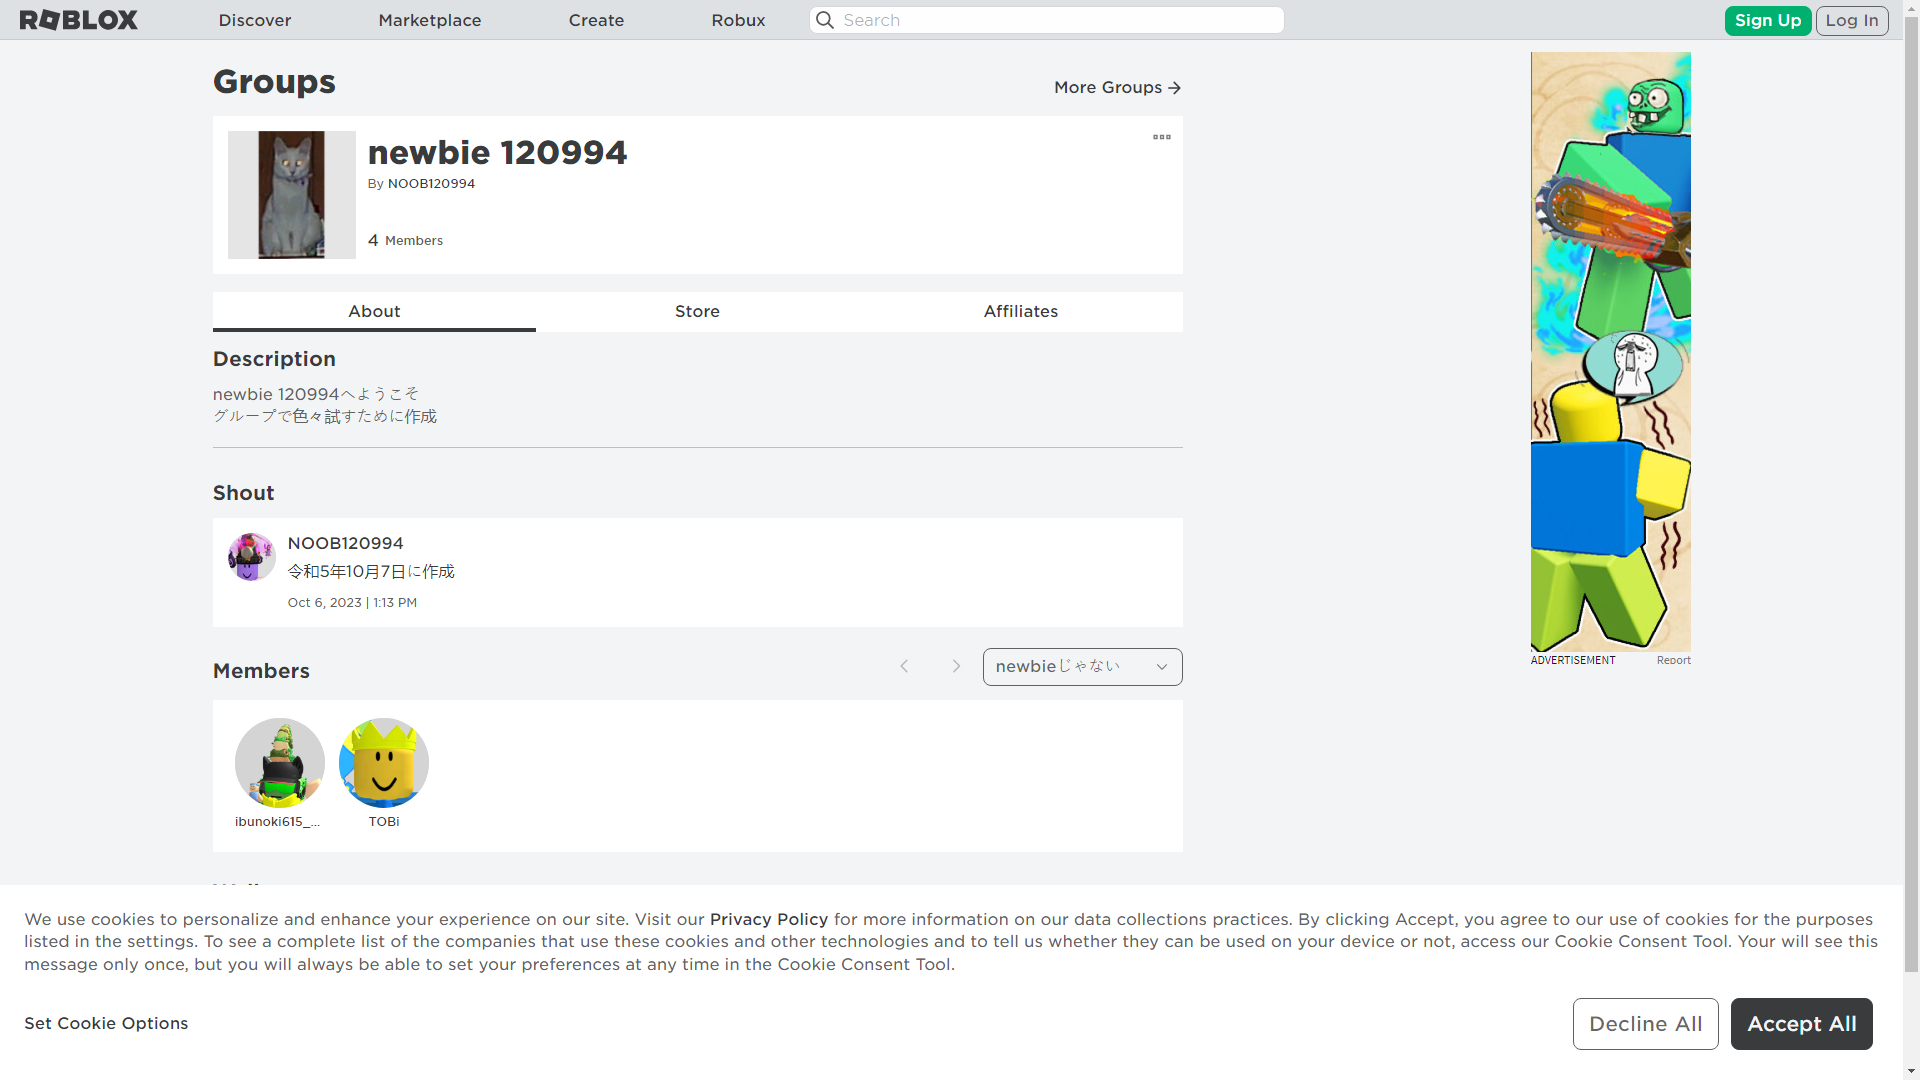 ROBLOX
Discover
Marketplace
Create
Robux
Search
Sign Up
Log In
Groups
More Groups
newbie 120994
By NOOB120994
4 Members
About
Store
Affiliates
Description
newbie 120994へようこそ
グループで色々試すために作成
Shout
NOOB120994
令和5年10月7日に作成
Oct 6, 2023 | 1:13 PM
Members
newbieじゃない
ibunoki615_...
TOBi
ADVERTISEMENT
Report
We use cookies to personalize and enhance your experience on our site. Visit our Privacy Policy for more information on our data collections practices. By clicking Accept, you agree to our use of cookies for the purposes
listed in the settings. To see a complete list of the companies that use these cookies and other technologies and to tell us whether they can be used on your device or not, access our Cookie Consent Tool. Your will see this
message only once, but you will always be able to set your preferences at any time in the Cookie Consent Tool.
Set Cookie Options
Decline All
Accept All